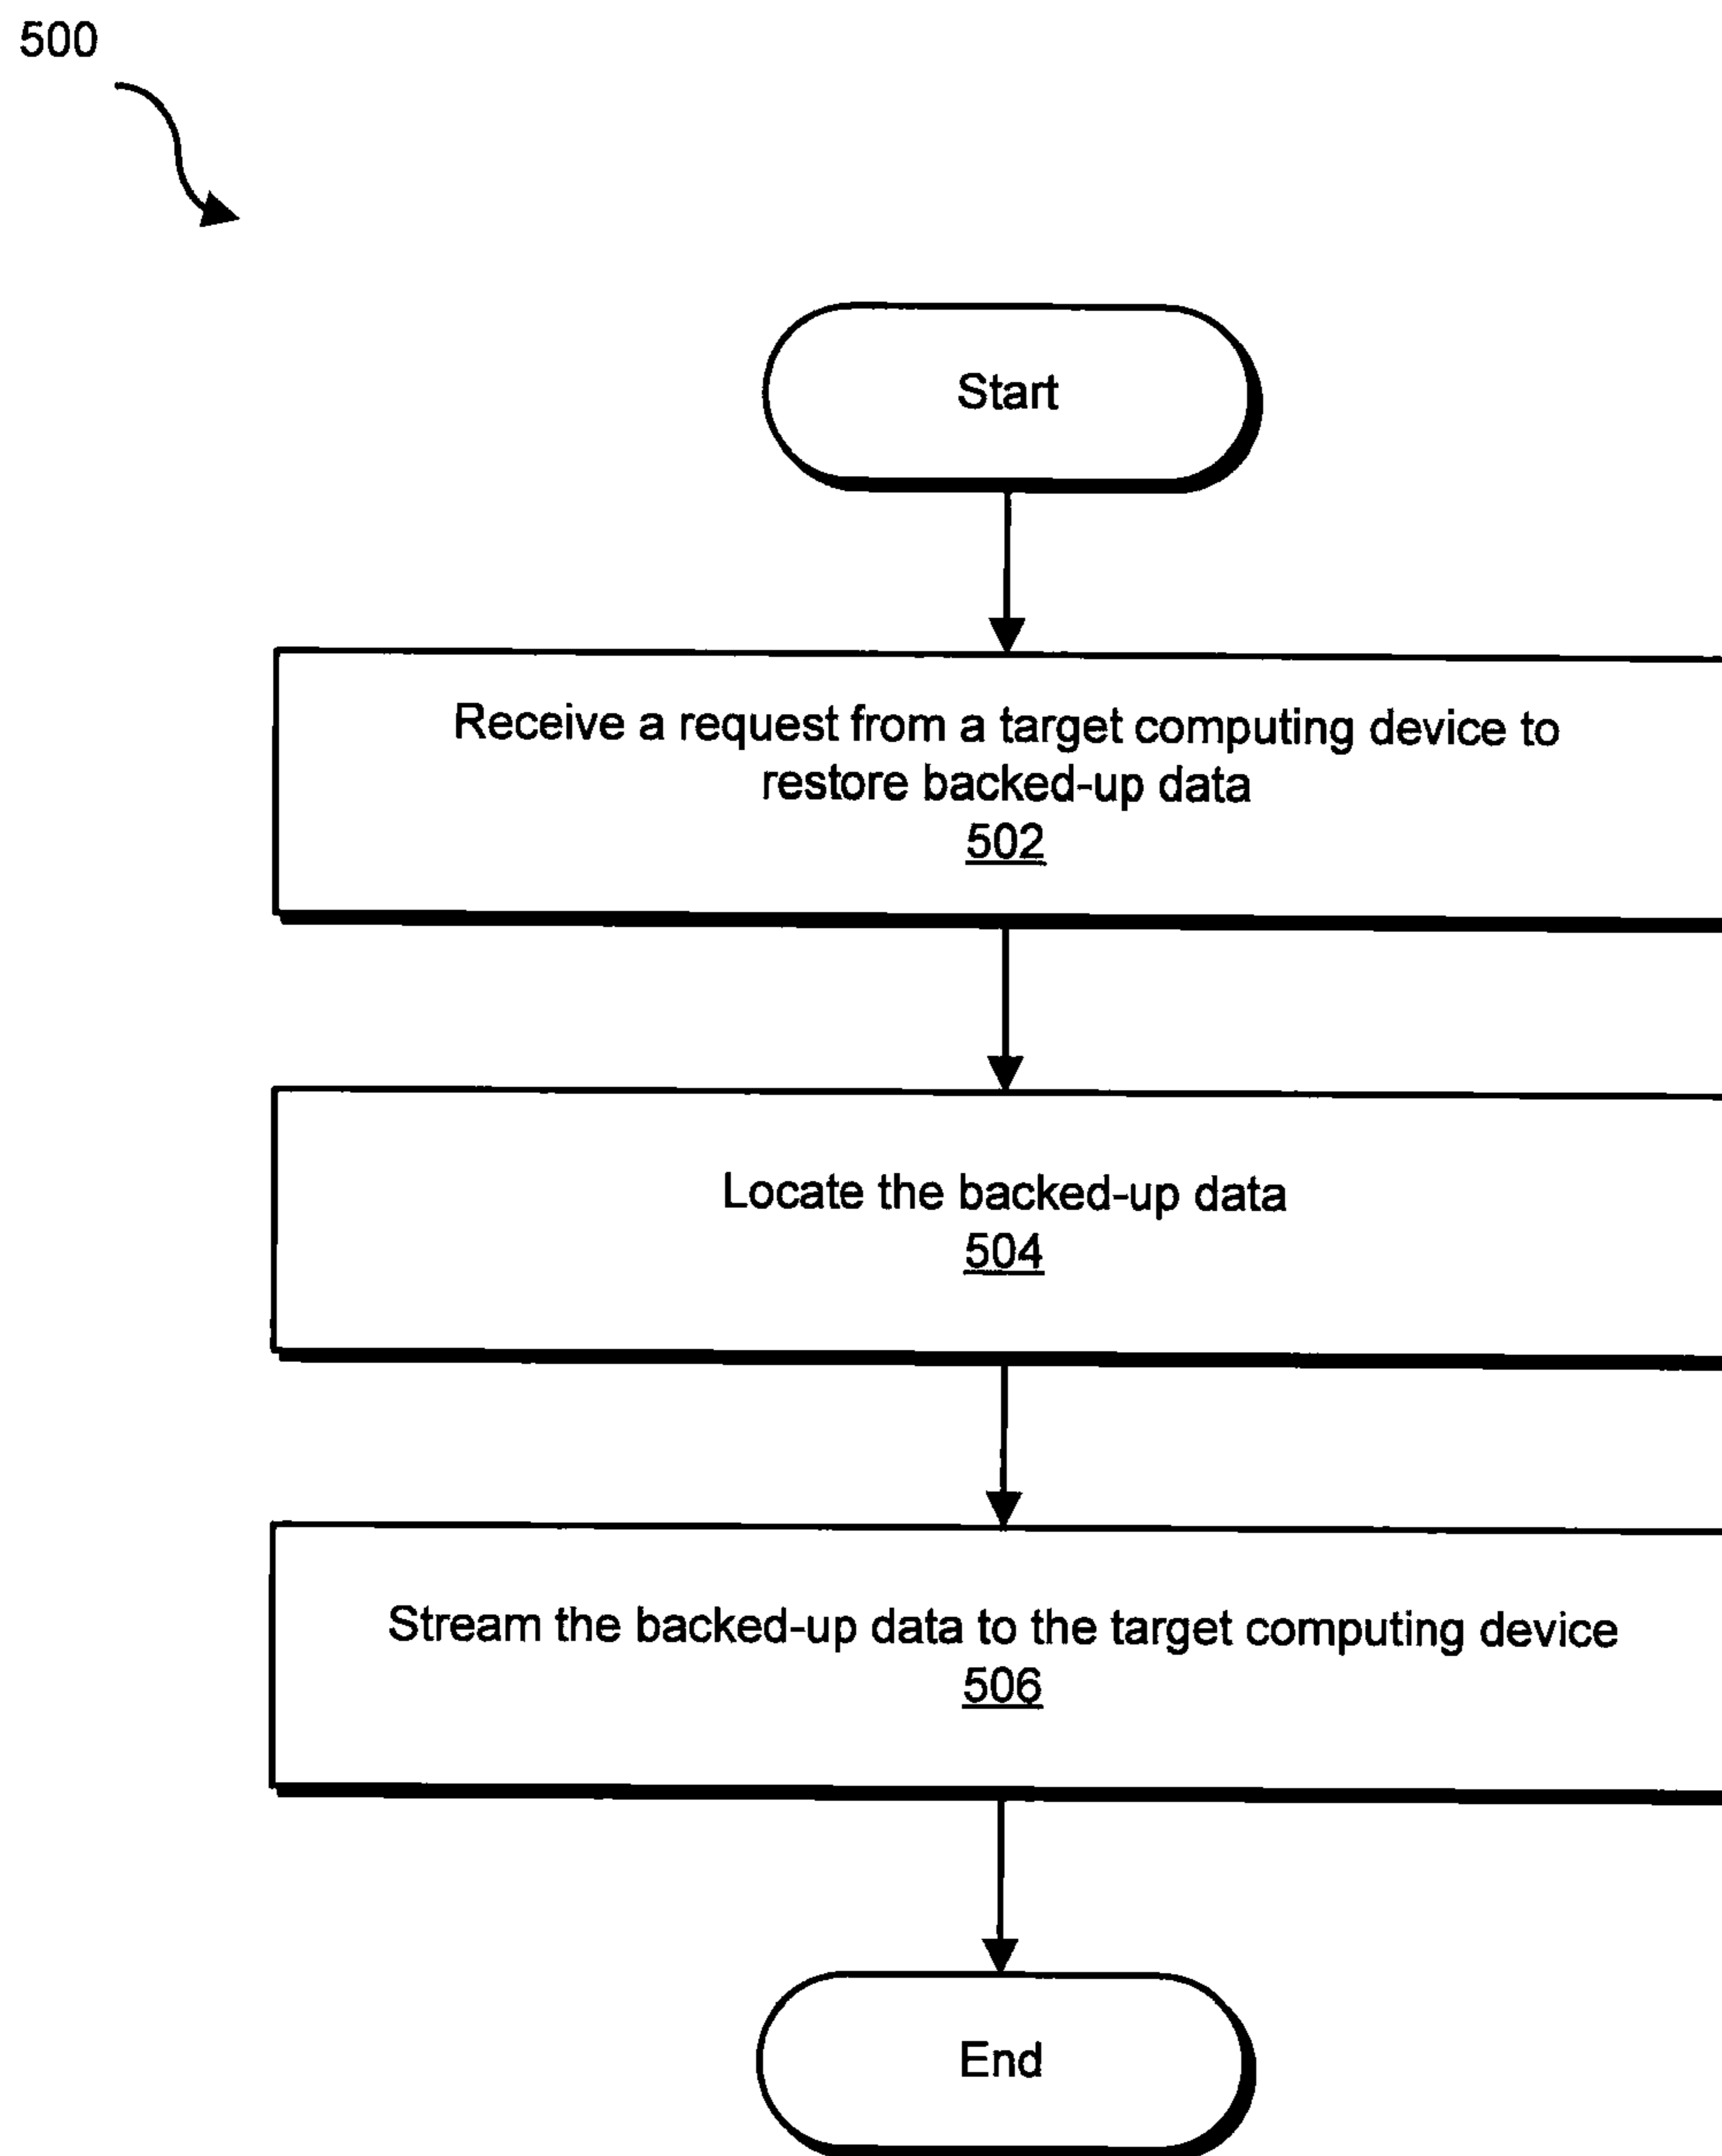 500
Start
Receive a request from a target computing device to
restore backed-up data
502
Locate the backed-up data
504
Stream the backed-up data to the target computing device
506
End